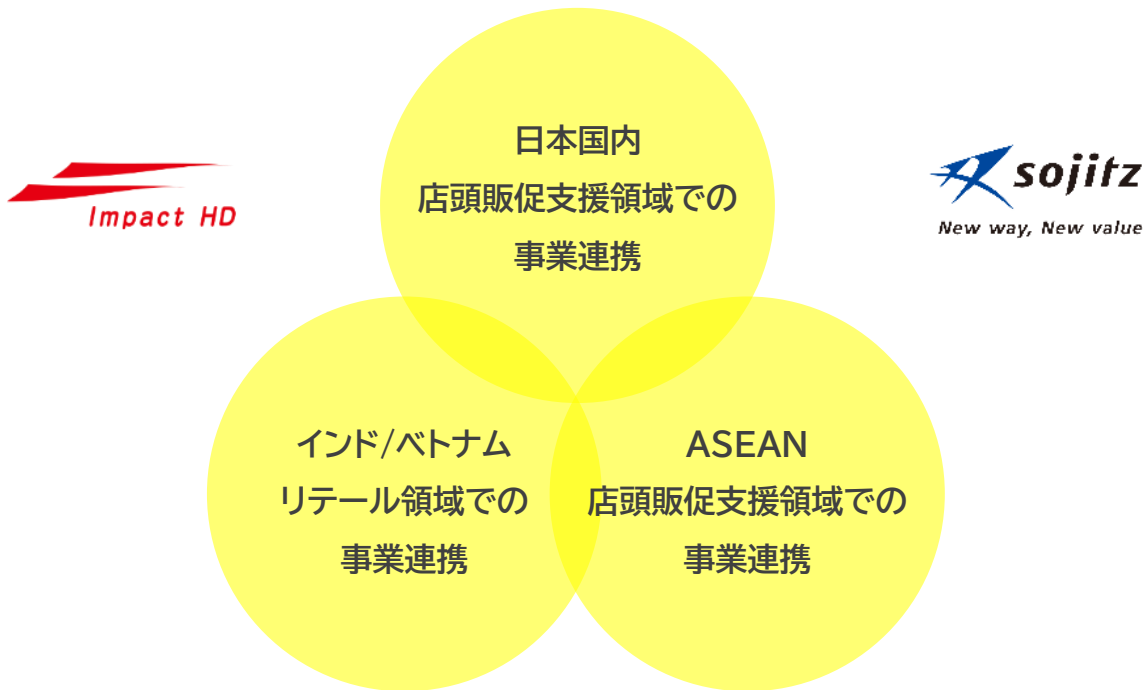 日本国内
店頭販促支援領域での
事業連携
Impact HD
sojitz
New way, New value
インド/ベトナム
リテール領域での
事業連携
ASEAN
店頭販促支援領域での
事業連携